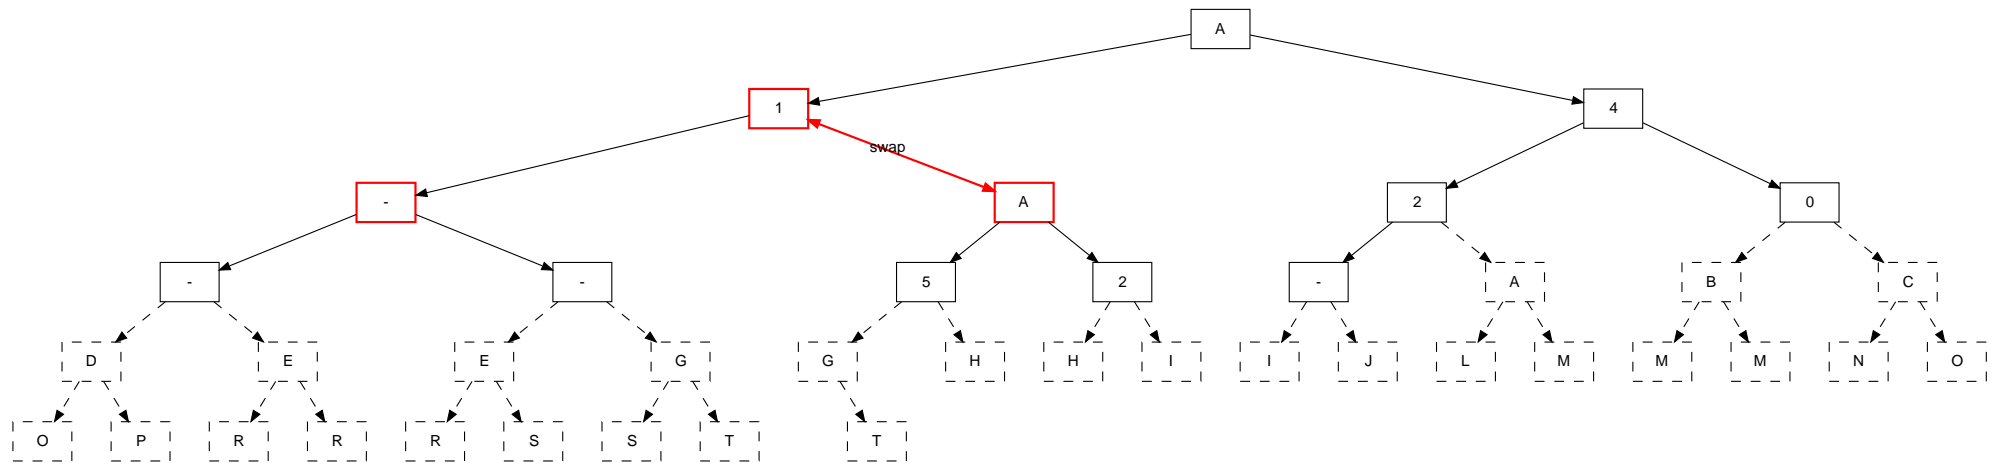 A
1 4
swap
- A 2 0
- - 5 2 - A B C
D E E G G H H I I J L M M M N O
O P R R R S S T T